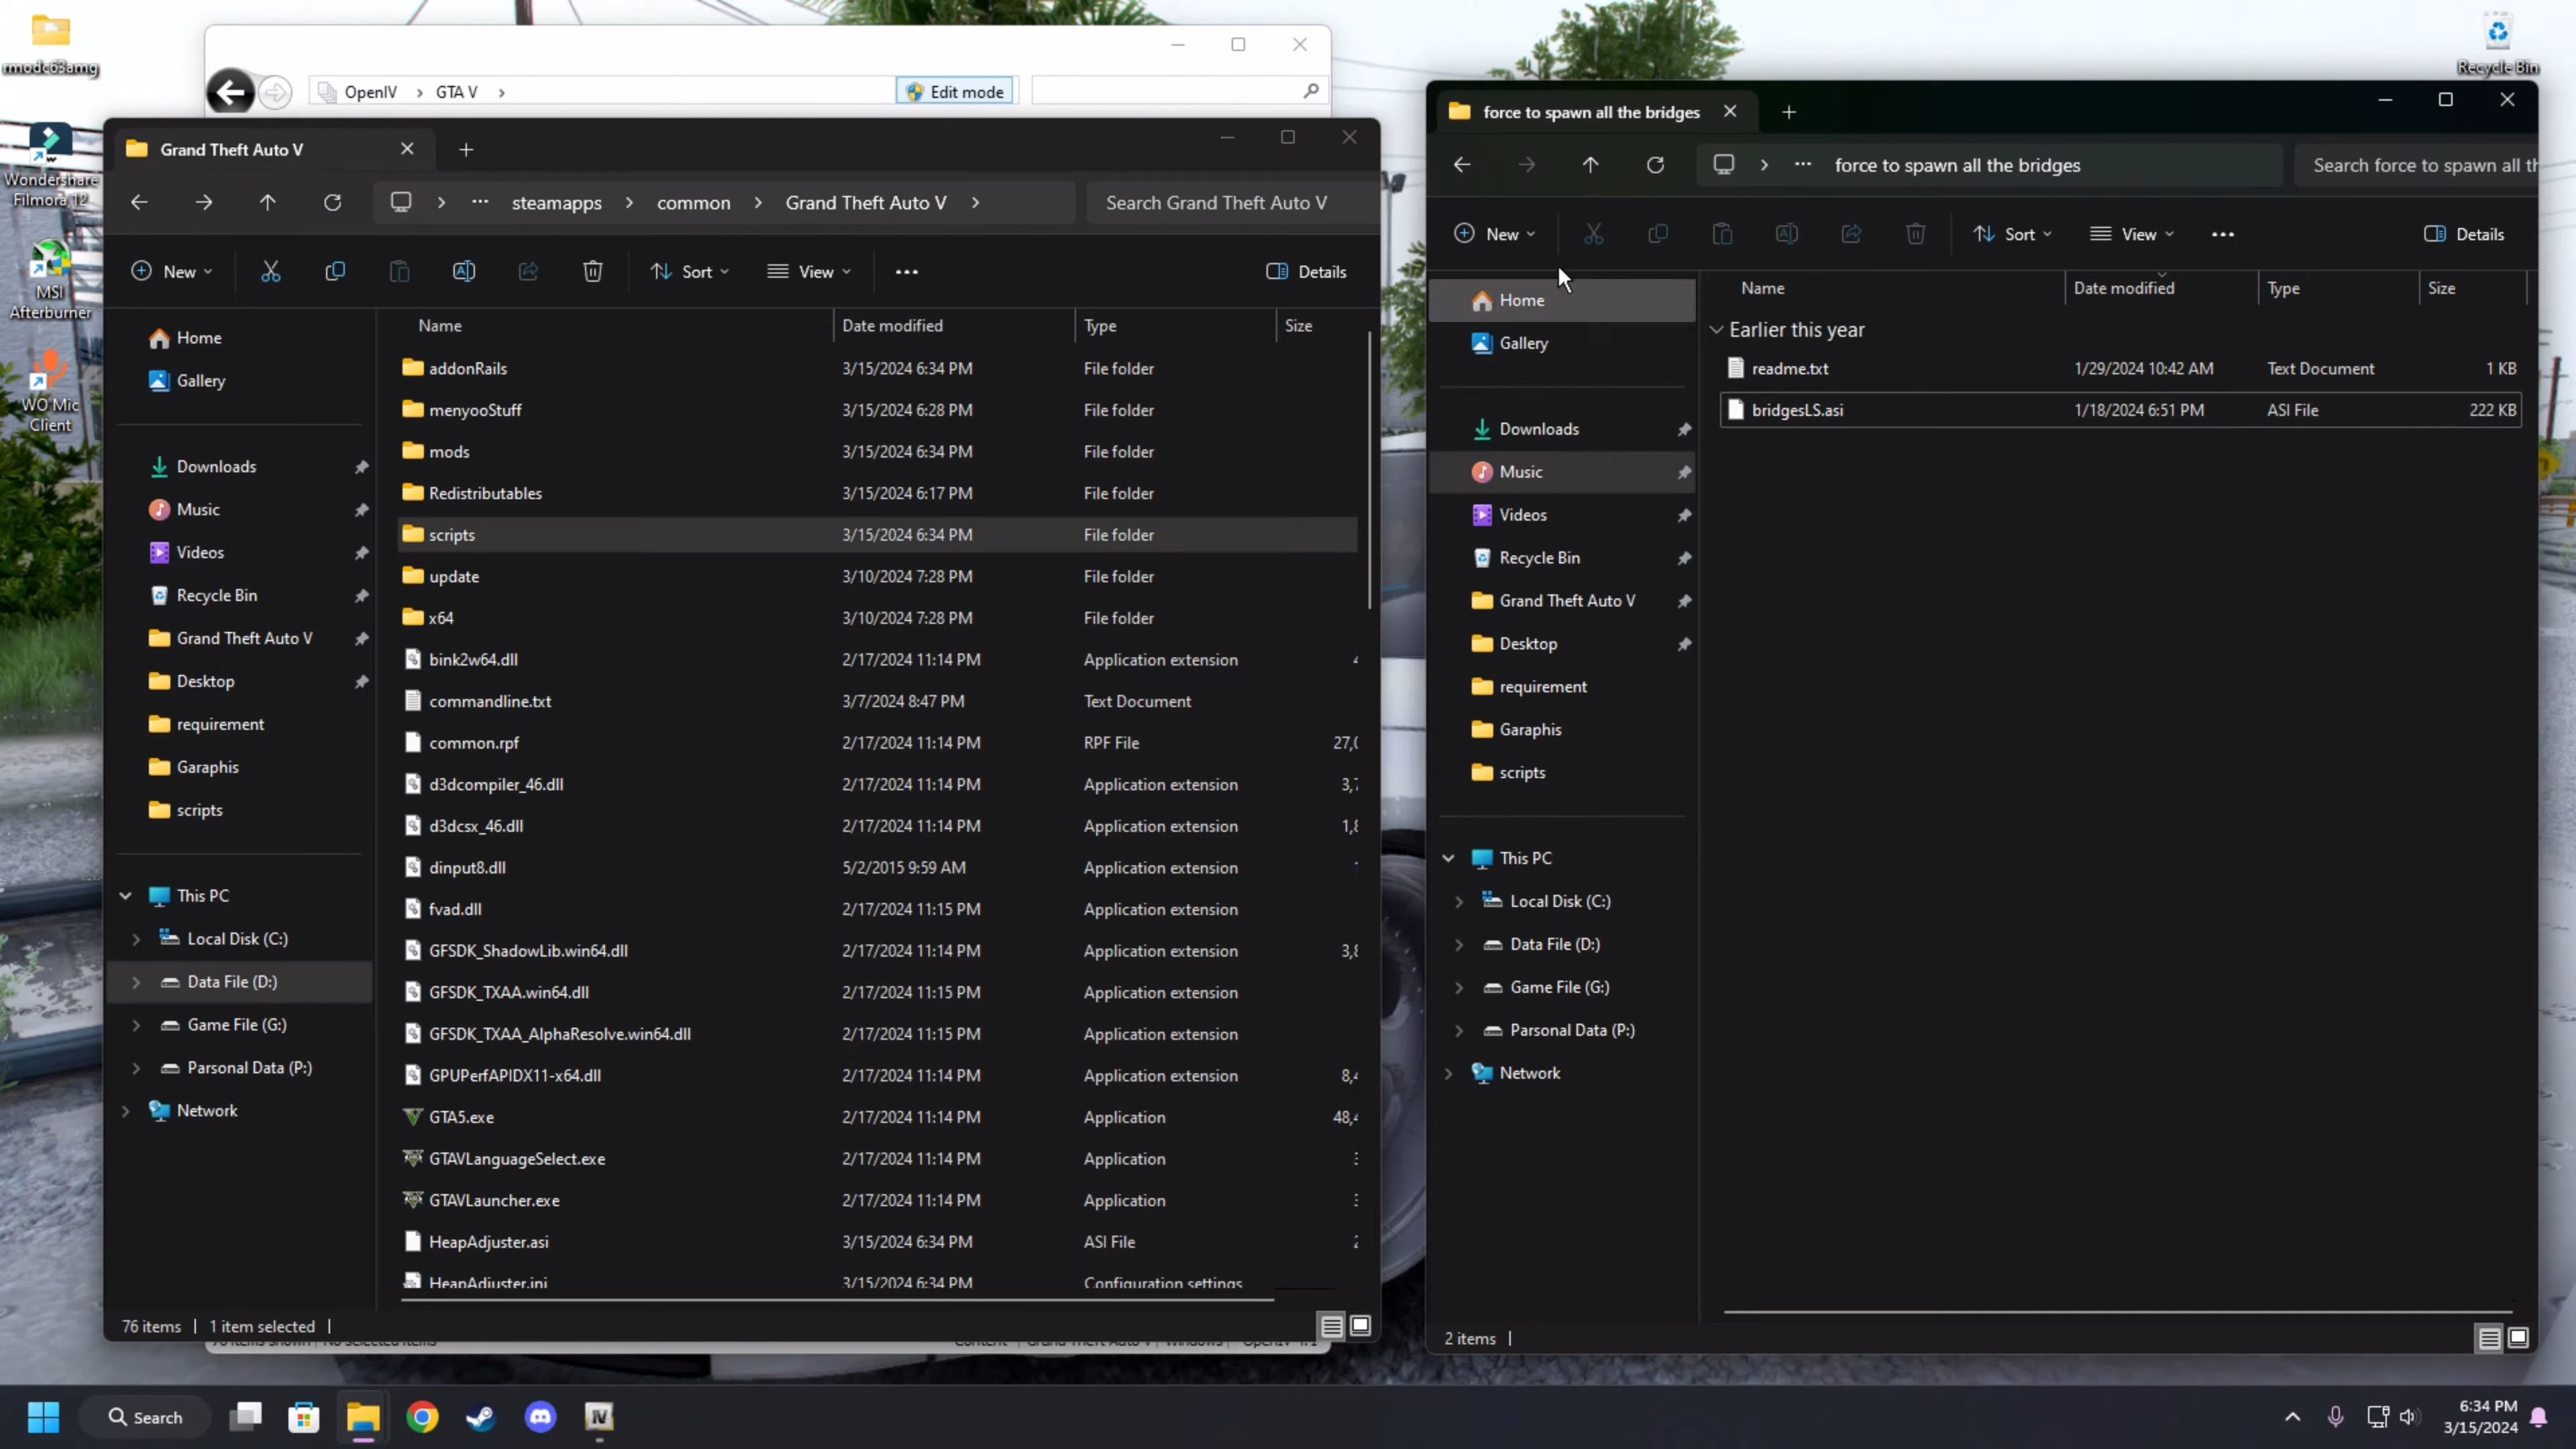 rmodc63amg
Wondershare
Filmora 12
MSI
Afterburner
WO Mic
Client
Recycle Bin
OpenIV > GTA V >
Edit mode
Grand Theft Auto V
steamapps > common > Grand Theft Auto V >
Search Grand Theft Auto V
New
Sort
View
Details
Home
Gallery
Downloads
Music
Videos
Recycle Bin
Grand Theft Auto V
Desktop
requirement
Garaphis
scripts
This PC
Local Disk (C:)
Data File (D:)
Game File (G:)
Parsonal Data (P:)
Network
Name Date modified Type Size
addonRails 3/15/2024 6:34 PM File folder
menyooStuff 3/15/2024 6:28 PM File folder
mods 3/15/2024 6:34 PM File folder
Redistributables 3/15/2024 6:17 PM File folder
scripts 3/15/2024 6:34 PM File folder
update 3/10/2024 7:28 PM File folder
x64 3/10/2024 7:28 PM File folder
bink2w64.dll 2/17/2024 11:14 PM Application extension
commandline.txt 3/7/2024 8:47 PM Text Document
common.rpf 2/17/2024 11:14 PM RPF File
d3dcompiler_46.dll 2/17/2024 11:14 PM Application extension
d3dcsx_46.dll 2/17/2024 11:14 PM Application extension
dinput8.dll 5/2/2015 9:59 AM Application extension
fvad.dll 2/17/2024 11:15 PM Application extension
GFSDK_ShadowLib.win64.dll 2/17/2024 11:14 PM Application extension
GFSDK_TXAA.win64.dll 2/17/2024 11:15 PM Application extension
GFSDK_TXAA_AlphaResolve.win64.dll 2/17/2024 11:15 PM Application extension
GPUPerfAPIDX11-x64.dll 2/17/2024 11:14 PM Application extension
GTA5.exe 2/17/2024 11:14 PM Application
GTAVLanguageSelect.exe 2/17/2024 11:14 PM Application
GTAVLauncher.exe 2/17/2024 11:14 PM Application
HeapAdjuster.asi 3/15/2024 6:34 PM ASI File
HeapAdjuster.ini 3/15/2024 6:34 PM Configuration settings
76 items | 1 item selected |
force to spawn all the bridges
force to spawn all the bridges
Search force to spawn all th
New
Sort
View
Details
Home
Gallery
Downloads
Music
Videos
Recycle Bin
Grand Theft Auto V
Desktop
requirement
Garaphis
scripts
This PC
Local Disk (C:)
Data File (D:)
Game File (G:)
Parsonal Data (P:)
Network
Name Date modified Type Size
Earlier this year
readme.txt 1/29/2024 10:42 AM Text Document 1 KB
bridgesLS.asi 1/18/2024 6:51 PM ASI File 222 KB
2 items |
Search
6:34 PM
3/15/2024